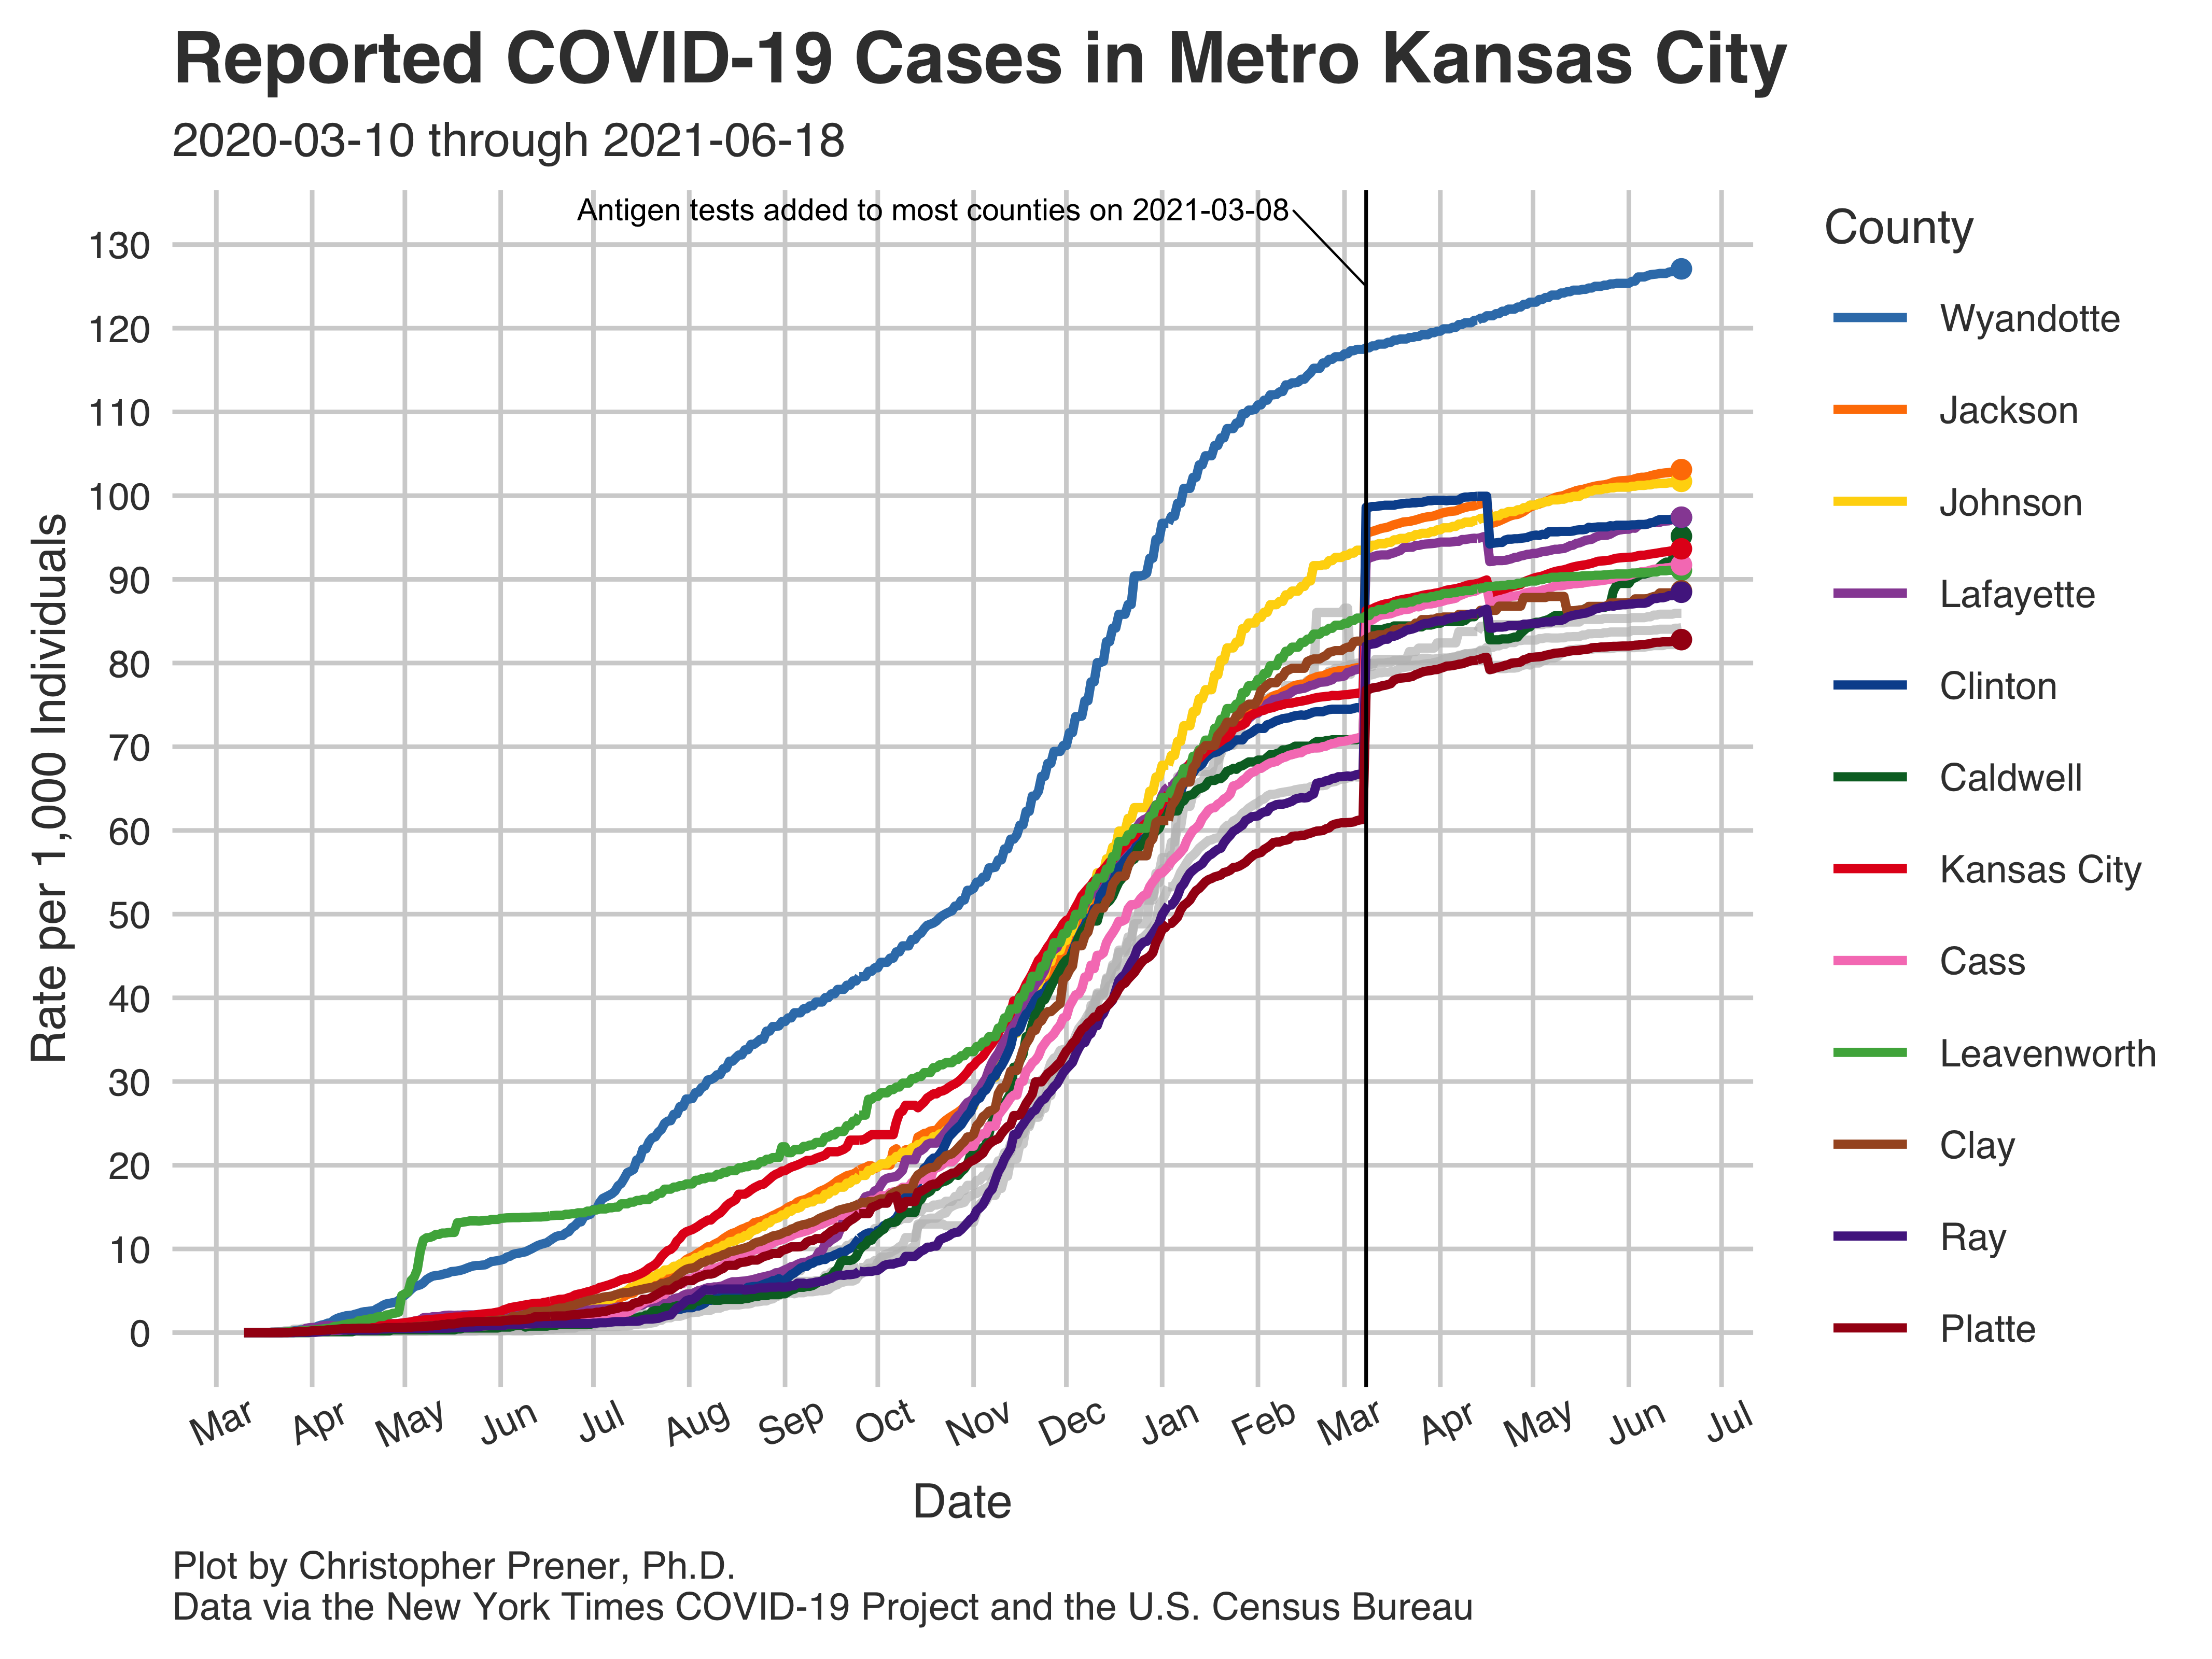 Reported COVID-19 Cases in Metro Kansas City
2020-03-10 through 2021-06-18
Antigen tests added to most counties on 2021-03-08
Rate per 1,000 Individuals
130
120
110
100
90
80
70
60
50
40
30
20
10
0
Mar Apr May Jun Jul Aug Sep Oct Nov Dec Jan Feb Mar Apr May Jun Jul
Date
County
Wyandotte
Jackson
Johnson
Lafayette
Clinton
Caldwell
Kansas City
Cass
Leavenworth
Clay
Ray
Platte
Plot by Christopher Prener, Ph.D.
Data via the New York Times COVID-19 Project and the U.S. Census Bureau